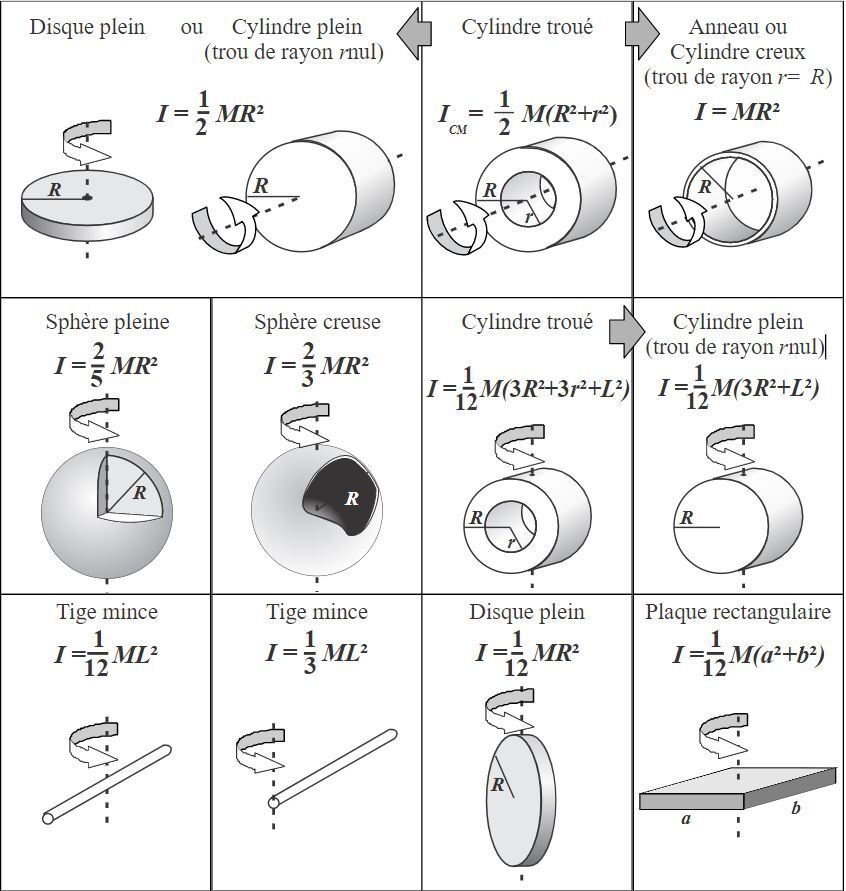 Disque plein ou Cylindre plein
(trou de rayon rnul)
I = 1/2 MR²
R
R
Cylindre troué
I_CM = 1/2 M(R²+r²)
R
r
Anneau ou
Cylindre creux
(trou de rayon r= R)
I = MR²
R
Sphère pleine
I = 2/5 MR²
R
Sphère creuse
I = 2/3 MR²
R
Cylindre troué
I = 1/12 M(3R²+3r²+L²)
R
r
Cylindre plein
(trou de rayon rnul)
I = 1/12 M(3R²+L²)
R
Tige mince
I = 1/12 ML²
Tige mince
I = 1/3 ML²
Disque plein
I = 1/12 MR²
R
Plaque rectangulaire
I = 1/12 M(a²+b²)
a
b